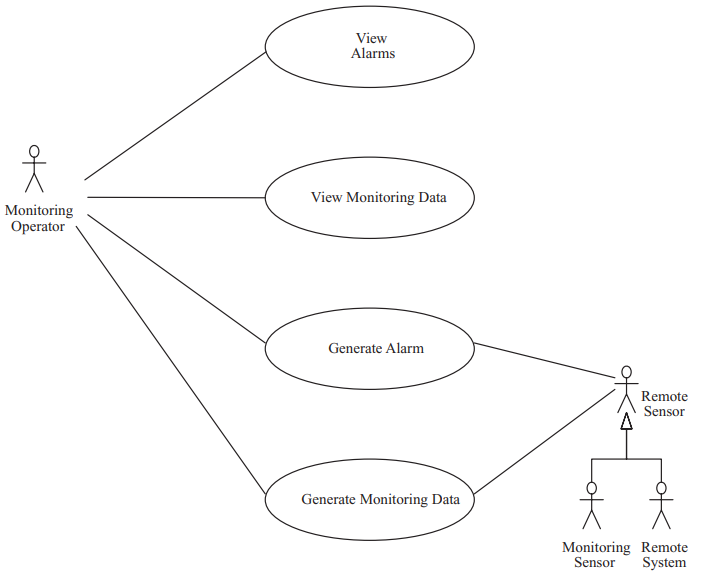 View
Alarms
View Monitoring Data
Monitoring
Operator
Generate Alarm
Remote
Sensor
Generate Monitoring Data
Monitoring
Sensor
Remote
System